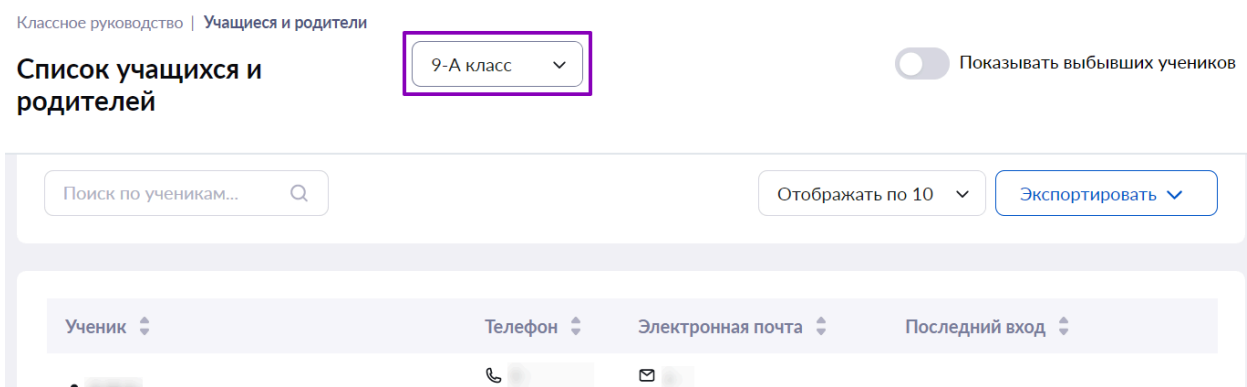 Классное руководство | Учащиеся и родители
Список учащихся и
родителей
9-А класс
Показывать выбывших учеников
Поиск по ученикам...
Отображать по 10
Экспортировать
Ученик
Телефон
Электронная почта
Последний вход